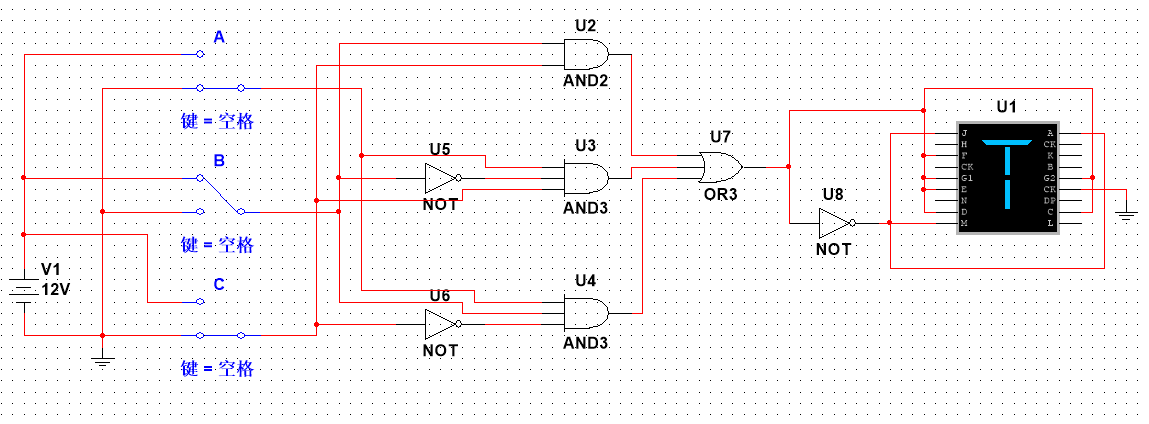 A
键 = 空格
B
键 = 空格
C
键 = 空格
V1
12V
U2
AND2
U5
NOT
U3
AND3
U6
NOT
U4
AND3
U7
OR3
U8
NOT
U1
J
H
F
CK
G1
E
N
D
M
A
CK
K
B
G2
CK
DP
C
L